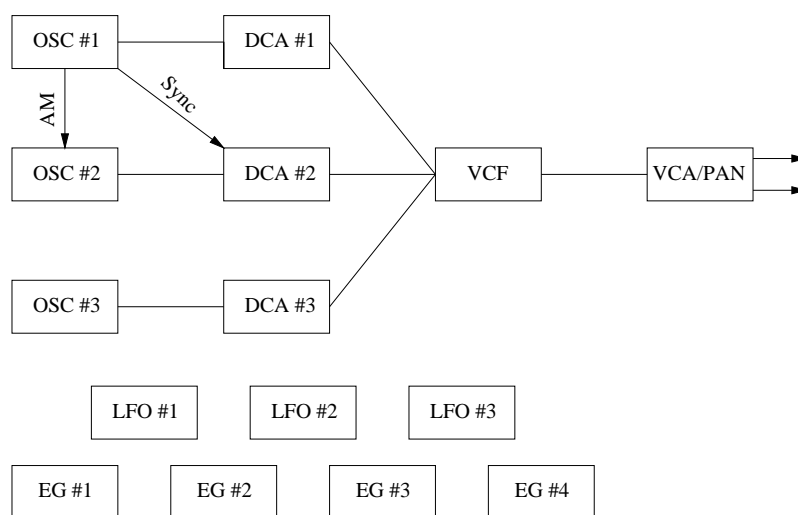 OSC #1
DCA #1
AM
Sync
OSC #2
DCA #2
VCF
VCA/PAN
OSC #3
DCA #3
LFO #1
LFO #2
LFO #3
EG #1
EG #2
EG #3
EG #4